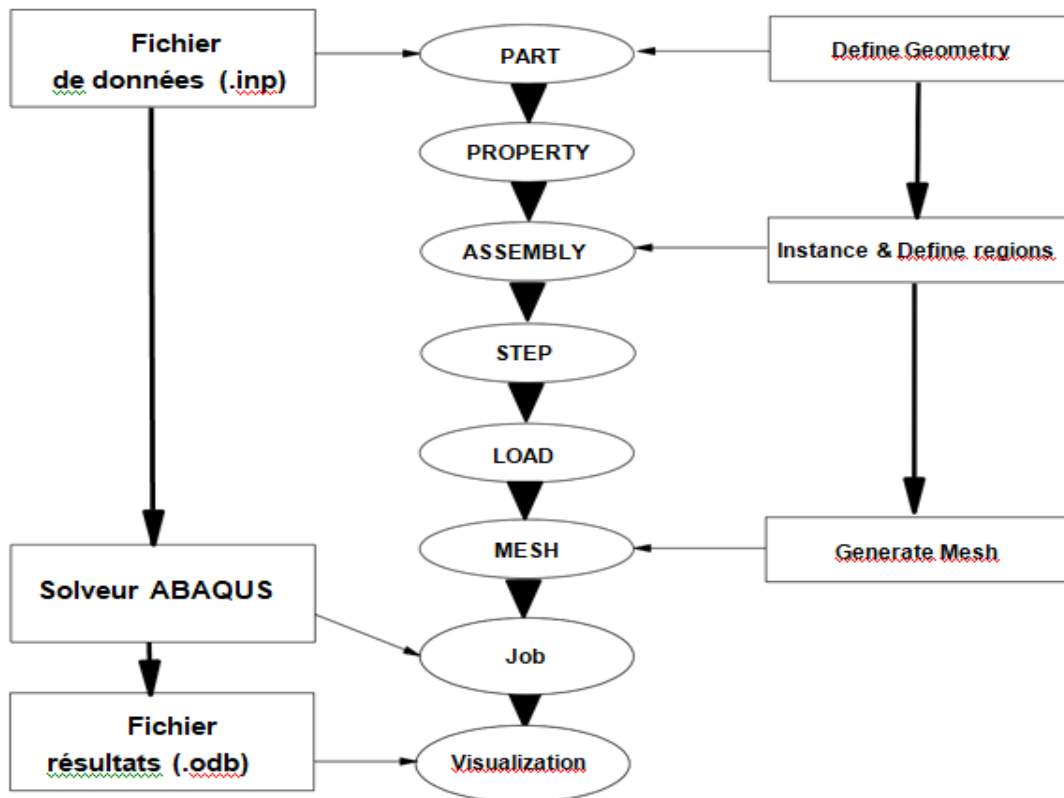 Fichier
de données (.inp)
Solveur ABAQUS
Fichier
résultats (.odb)
PART
PROPERTY
ASSEMBLY
STEP
LOAD
MESH
Job
Visualization
Define Geometry
Instance & Define regions
Generate Mesh